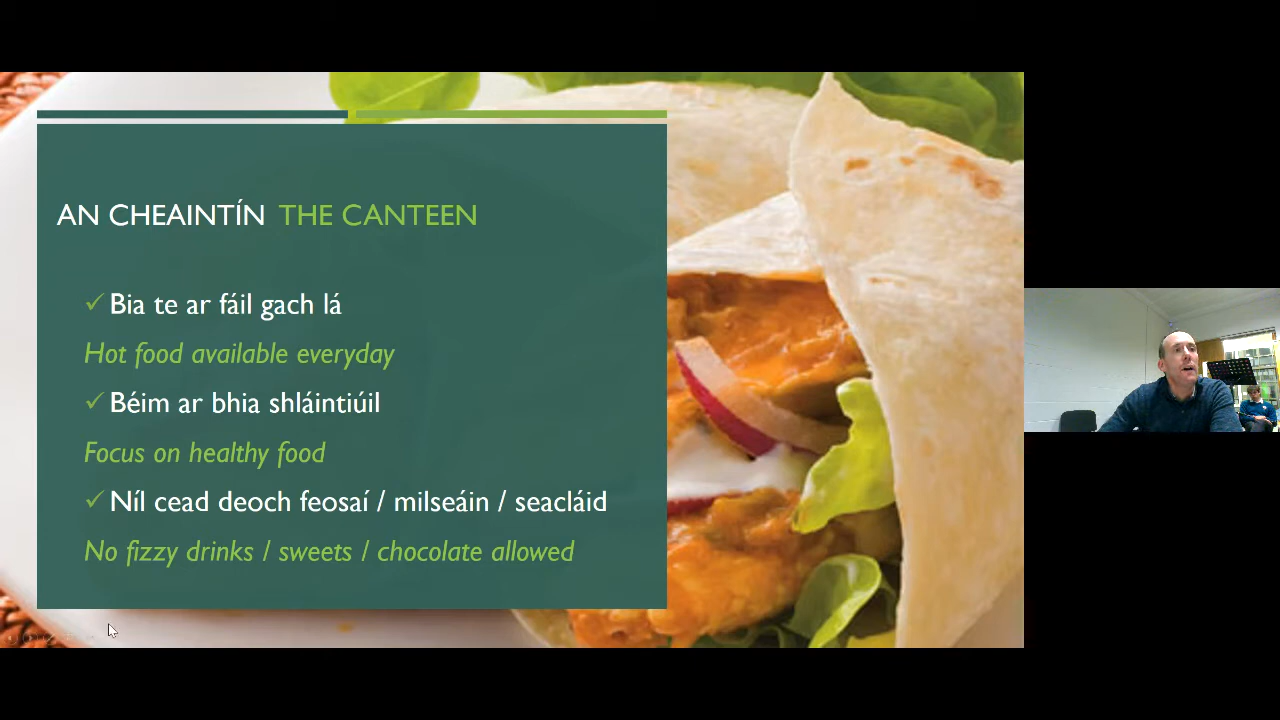 AN CHEAINTÍN THE CANTEEN
Bia te ar fáil gach lá
Hot food available everyday
Béim ar bhia shláintiúil
Focus on healthy food
Níl cead deoch feosaí / milseáin / seacláid
No fizzy drinks / sweets / chocolate allowed